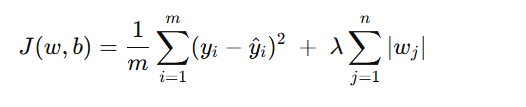 J(w, b) = \frac{1}{m} \sum_{i=1}^{m} (y_i - \hat{y}_i)^2 + \lambda \sum_{j=1}^{n} |w_j|